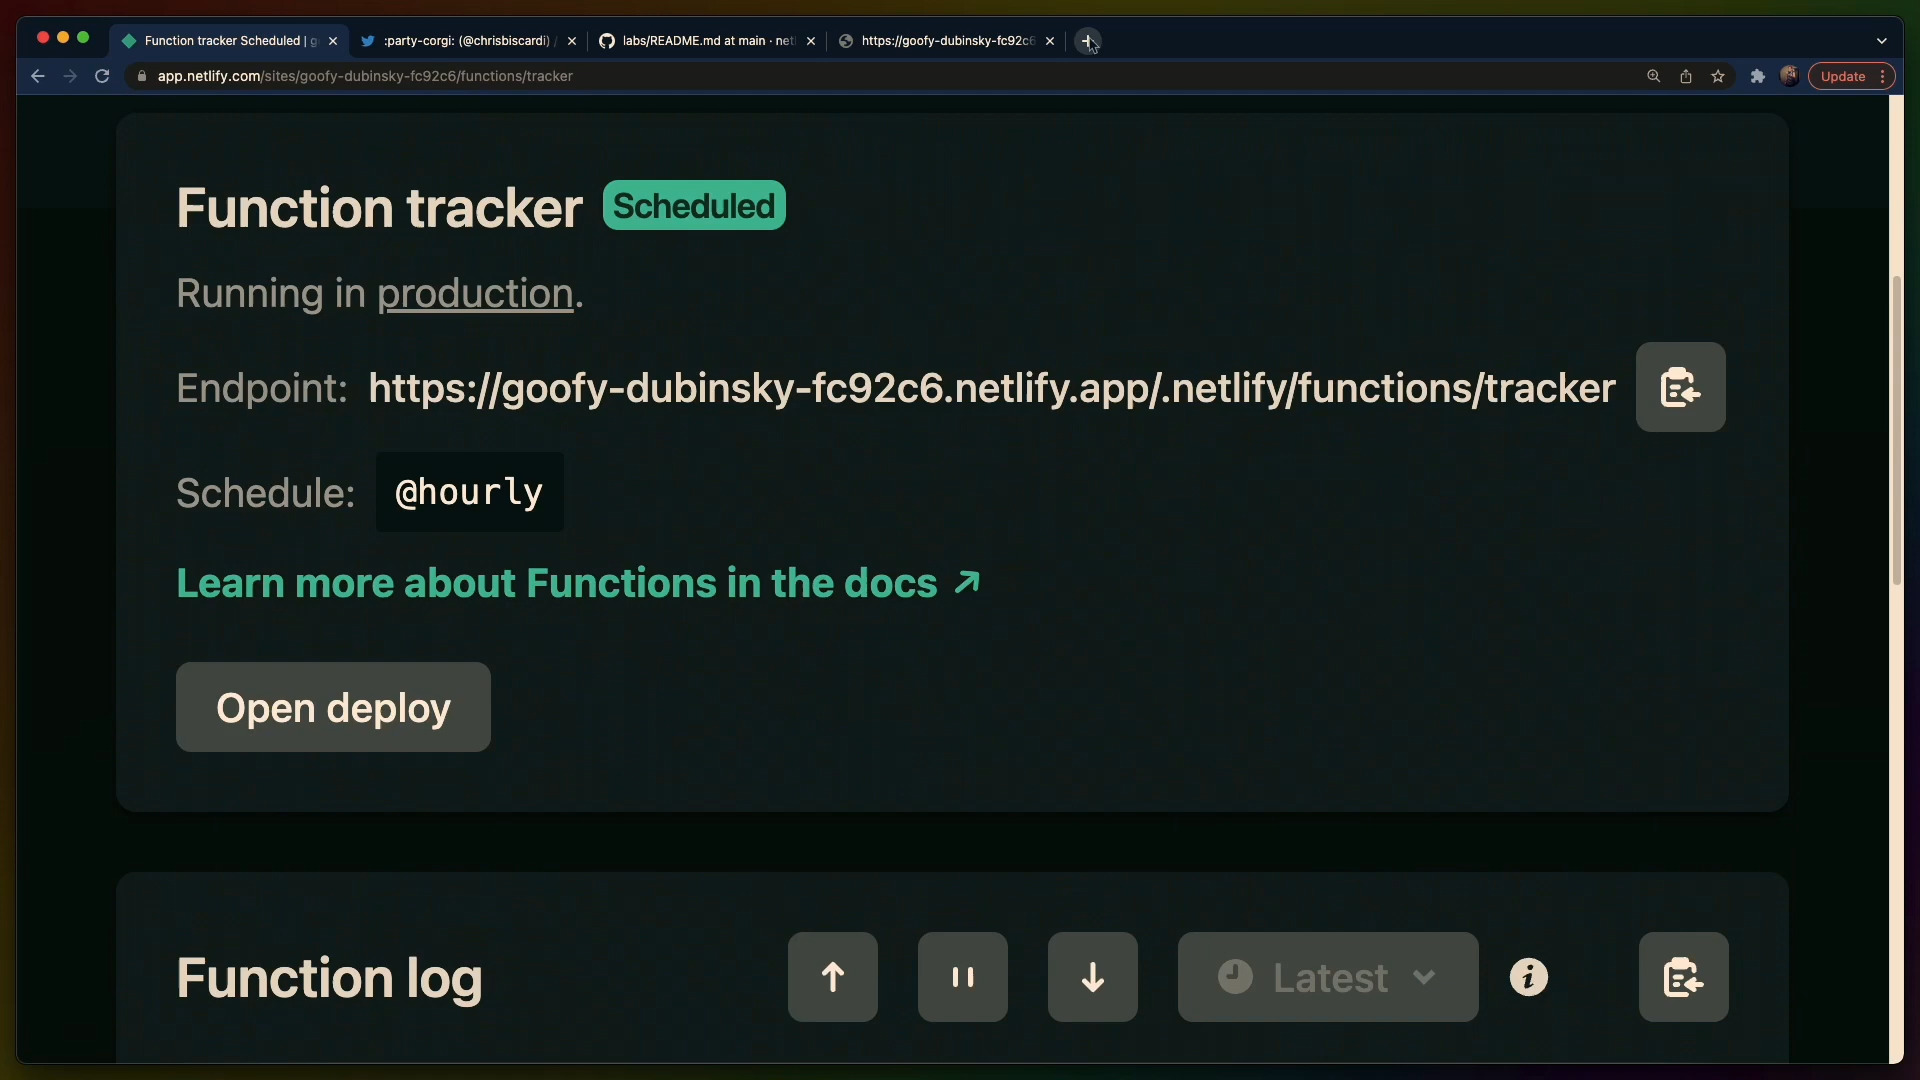 Function tracker Scheduled | g
:party-corgi: (@chrisbiscardi) /
labs/README.md at main · net
https://goofy-dubinsky-fc92c6
app.netlify.com/sites/goofy-dubinsky-fc92c6/functions/tracker
Update
Function tracker Scheduled
Running in production.
Endpoint: https://goofy-dubinsky-fc92c6.netlify.app/.netlify/functions/tracker
Schedule: @hourly
Learn more about Functions in the docs
Open deploy
Function log
Latest